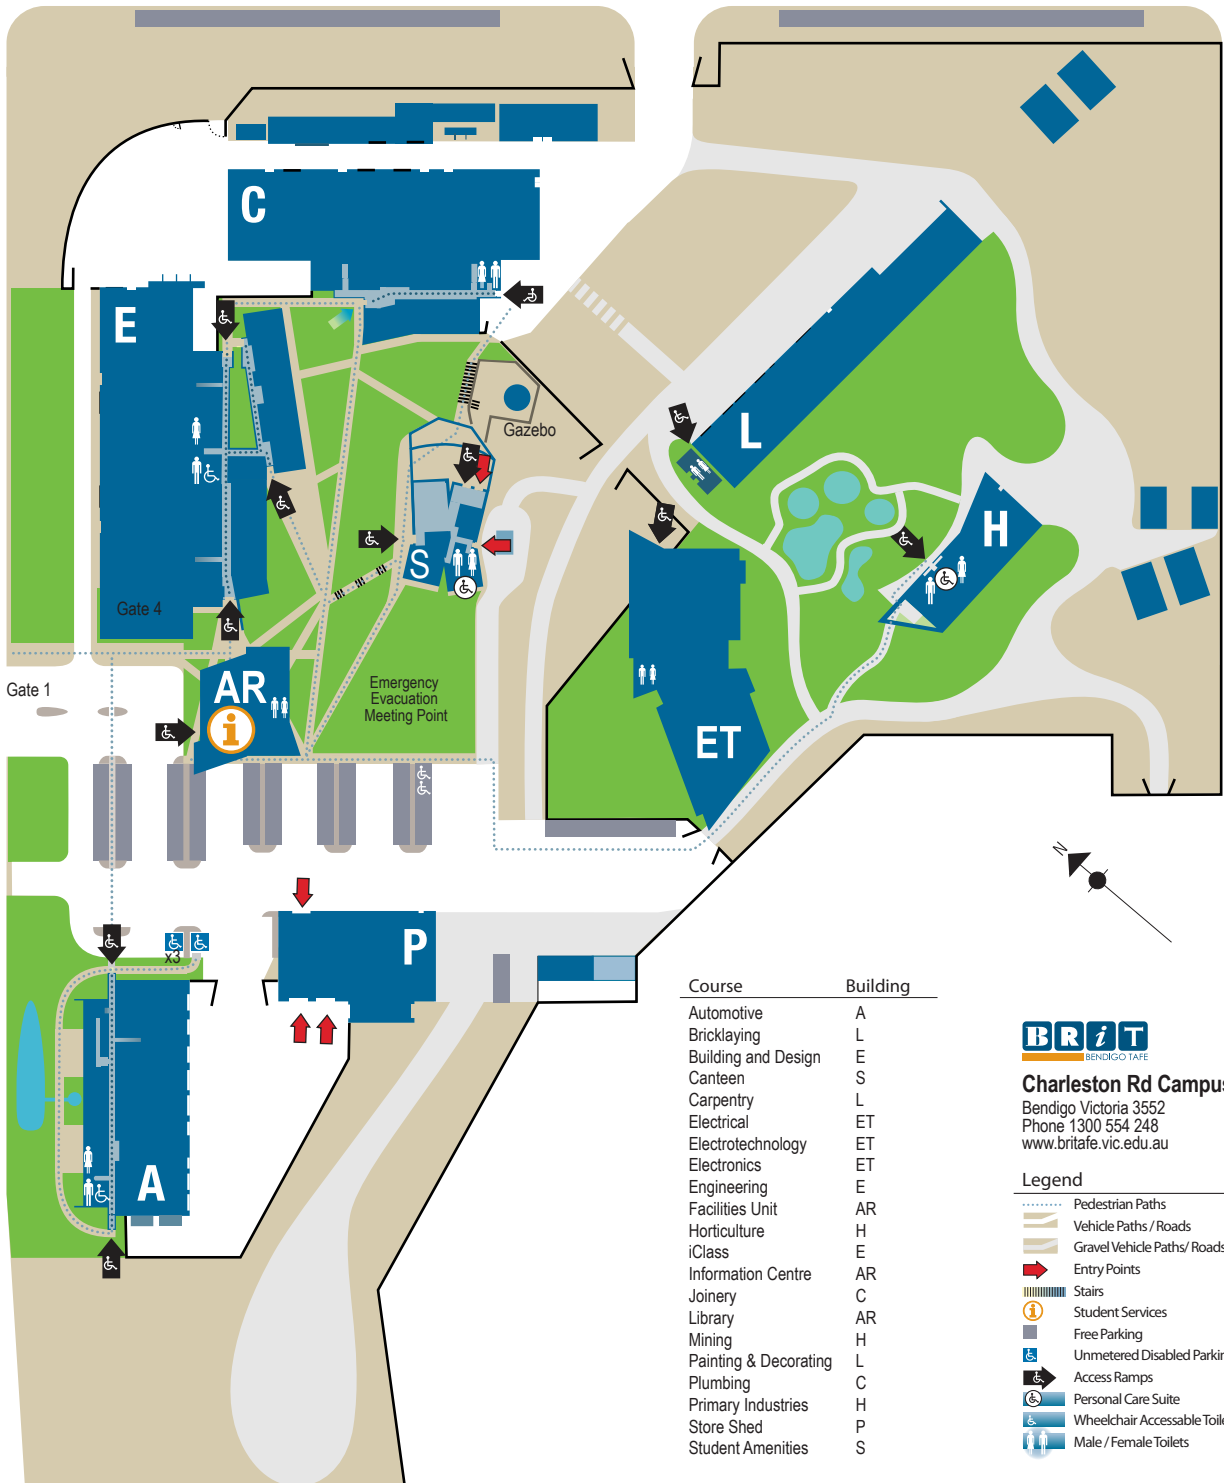 C
E
Gazebo
L
H
S
Gate 4
AR
i
Gate 1
Emergency
Evacuation
Meeting Point
ET
N
P
x3
A
Course Building
Automotive A
Bricklaying L
Building and Design E
Canteen S
Carpentry L
Electrical ET
Electrotechnology ET
Electronics ET
Engineering E
Facilities Unit AR
Horticulture H
iClass E
Information Centre AR
Joinery C
Library AR
Mining H
Painting & Decorating L
Plumbing C
Primary Industries H
Store Shed P
Student Amenities S
BRiT
BENDIGO TAFE
Charleston Rd Campus
Bendigo Victoria 3552
Phone 1300 554 248
www.britafe.vic.edu.au
Legend
Pedestrian Paths
Vehicle Paths / Roads
Gravel Vehicle Paths/ Roads
Entry Points
Stairs
i Student Services
Free Parking
Unmetered Disabled Parkin
Access Ramps
Personal Care Suite
Wheelchair Accessable Toile
Male / Female Toilets